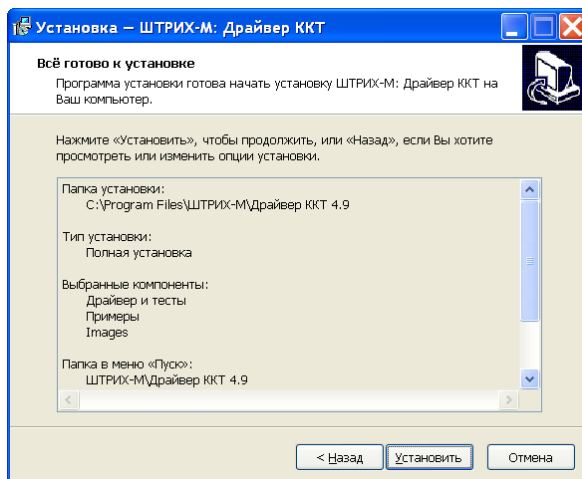 Установка — ШТРИХ-М: Драйвер ККТ
Всё готово к установке
Программа установки готова начать установку ШТРИХ-М: Драйвер ККТ на
Ваш компьютер.
Нажмите «Установить», чтобы продолжить, или «Назад», если Вы хотите
просмотреть или изменить опции установки.
Папка установки:
C:\Program Files\ШТРИХ-М\Драйвер ККТ 4.9
Тип установки:
Полная установка
Выбранные компоненты:
Драйвер и тесты
Примеры
Images
Папка в меню «Пуск»:
ШТРИХ-М\Драйвер ККТ 4.9
< Назад
Установить
Отмена